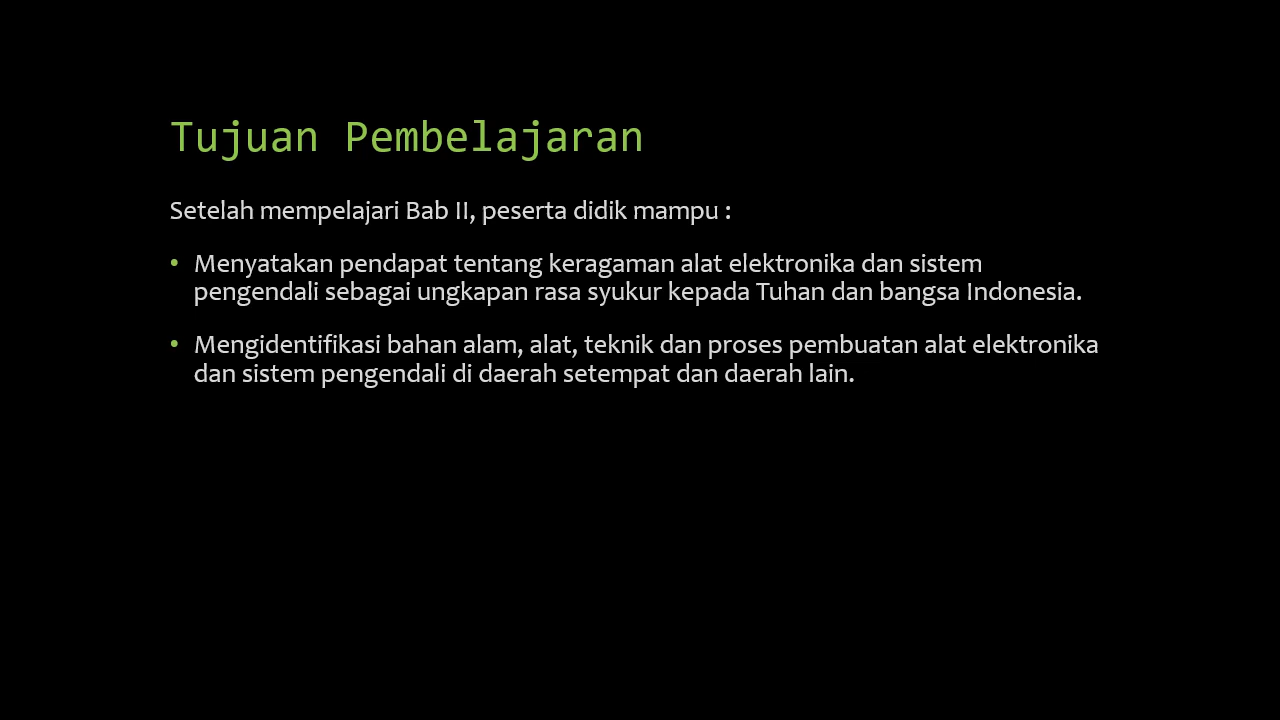 Tujuan Pembelajaran
Setelah mempelajari Bab II, peserta didik mampu :
• Menyatakan pendapat tentang keragaman alat elektronika dan sistem
pengendali sebagai ungkapan rasa syukur kepada Tuhan dan bangsa Indonesia.
• Mengidentifikasi bahan alam, alat, teknik dan proses pembuatan alat elektronika
dan sistem pengendali di daerah setempat dan daerah lain.